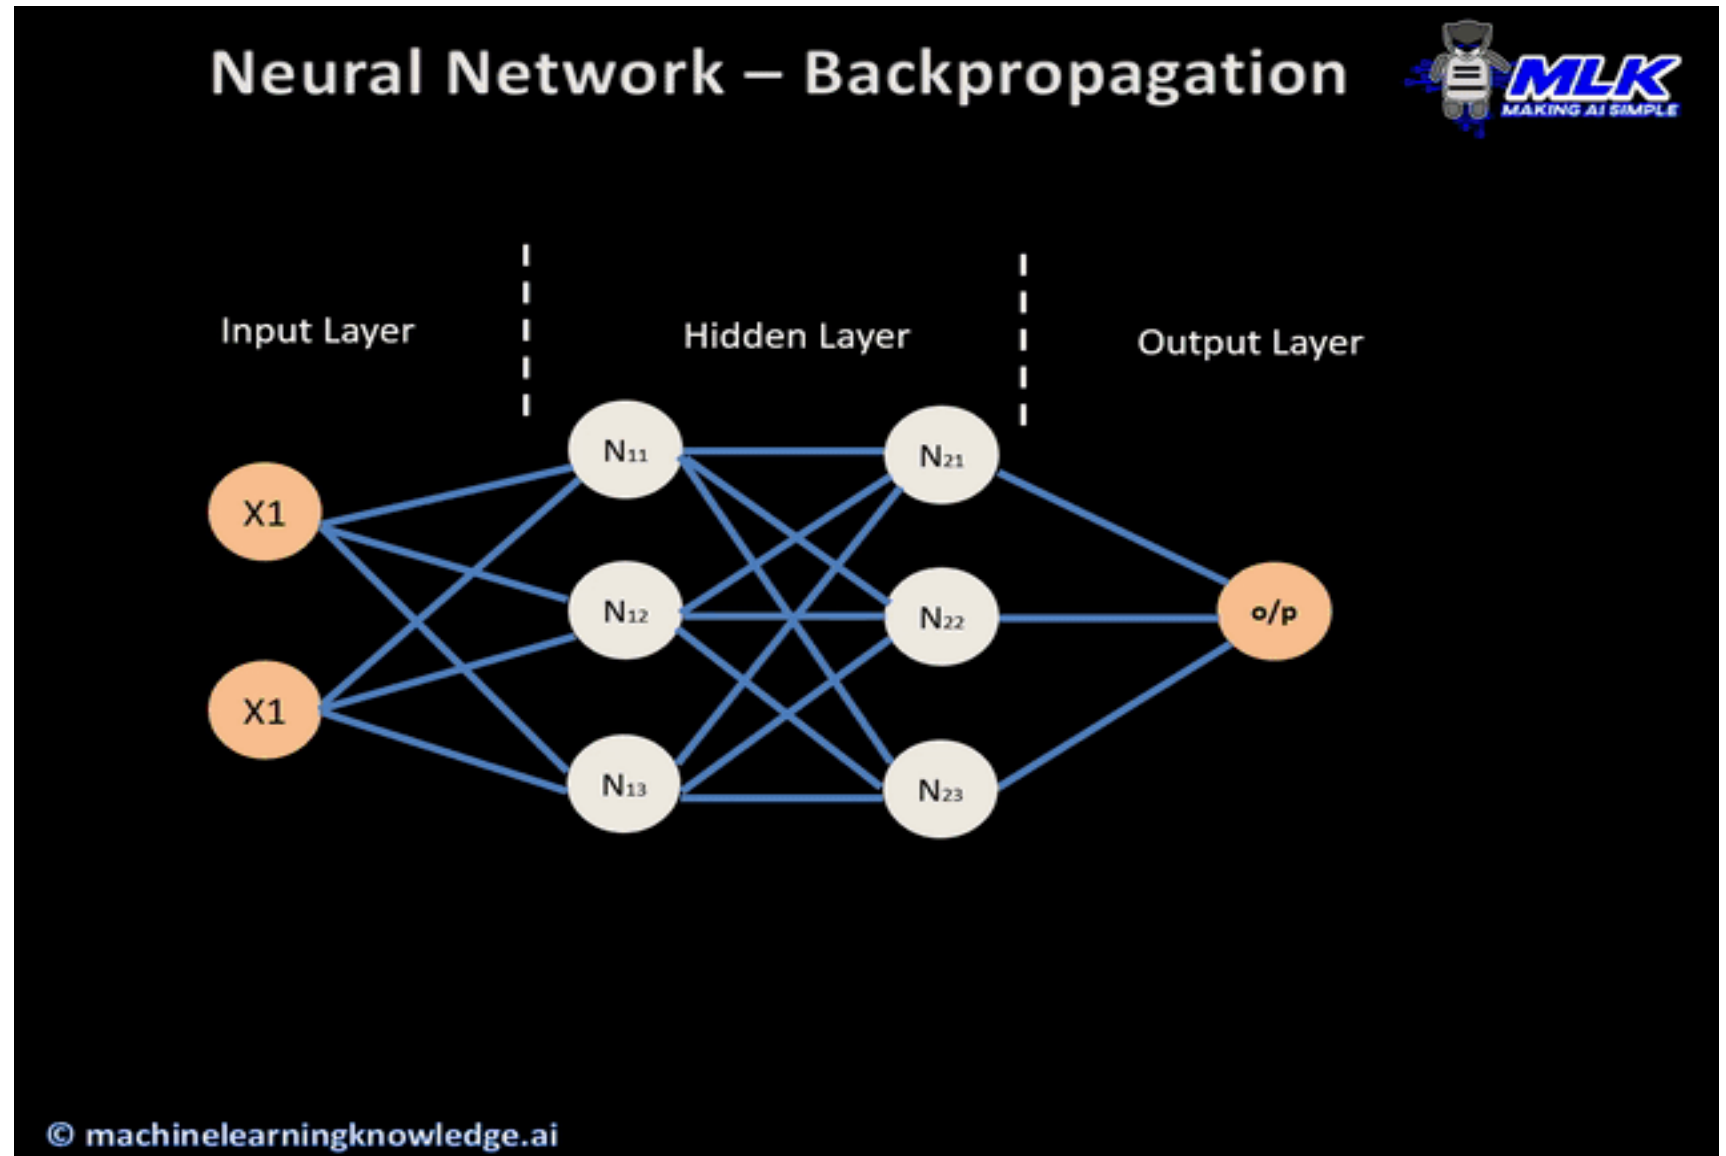 Neural Network – Backpropagation
MLK
MAKING AI SIMPLE
Input Layer
Hidden Layer
Output Layer
N₁₁
N₂₁
X1
N₁₂
N₂₂
o/p
X1
N₁₃
N₂₃
© machinelearningknowledge.ai